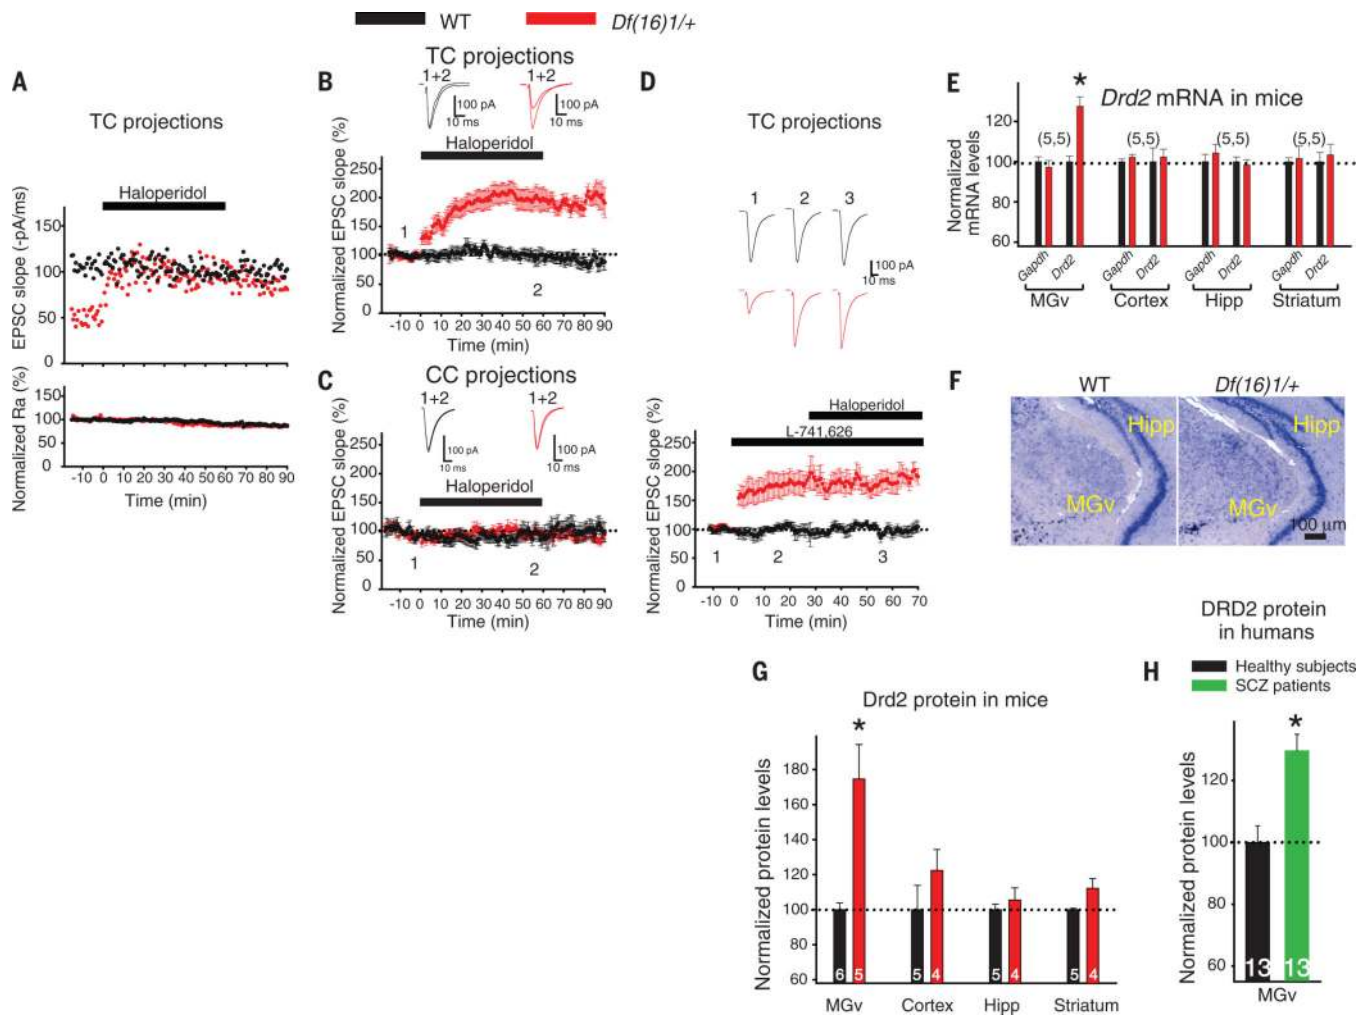 WT Df(16)1/+
A
TC projections
Haloperidol
EPSC slope (-pA/ms)
150
100
50
0
Normalized Ra (%)
150
100
50
0
-10 0 10 20 30 40 50 60 70 80 90
Time (min)
B
TC projections
1+2 1+2
100 pA 100 pA
10 ms 10 ms
Haloperidol
Normalized EPSC slope (%)
250
200
150
100
50
0
1
2
-10 0 10 20 30 40 50 60 70 80 90
Time (min)
C
CC projections
1+2 1+2
100 pA 100 pA
10 ms 10 ms
Haloperidol
Normalized EPSC slope (%)
250
200
150
100
50
0
1 2
-10 0 10 20 30 40 50 60 70 80 90
Time (min)
D
TC projections
1 2 3
100 pA
10 ms
Haloperidol
L-741,626
Normalized EPSC slope (%)
250
200
150
100
50
0
1 2 3
-10 0 10 20 30 40 50 60 70
Time (min)
E
Drd2 mRNA in mice
*
Normalized
mRNA levels
120
100
80
60
(5,5) (5,5) (5,5) (5,5)
Gapdh Drd2 Gapdh Drd2 Gapdh Drd2 Gapdh Drd2
MGv Cortex Hipp Striatum
F
WT Df(16)1/+
Hipp Hipp
MGv MGv
100 µm
G
Drd2 protein in mice
*
Normalized protein levels
180
160
140
120
100
80
60
6 5 5 4 5 4 5 4
MGv Cortex Hipp Striatum
DRD2 protein
in humans
H
Healthy subjects
SCZ patients
*
Normalized protein levels
120
100
80
60
13 13
MGv